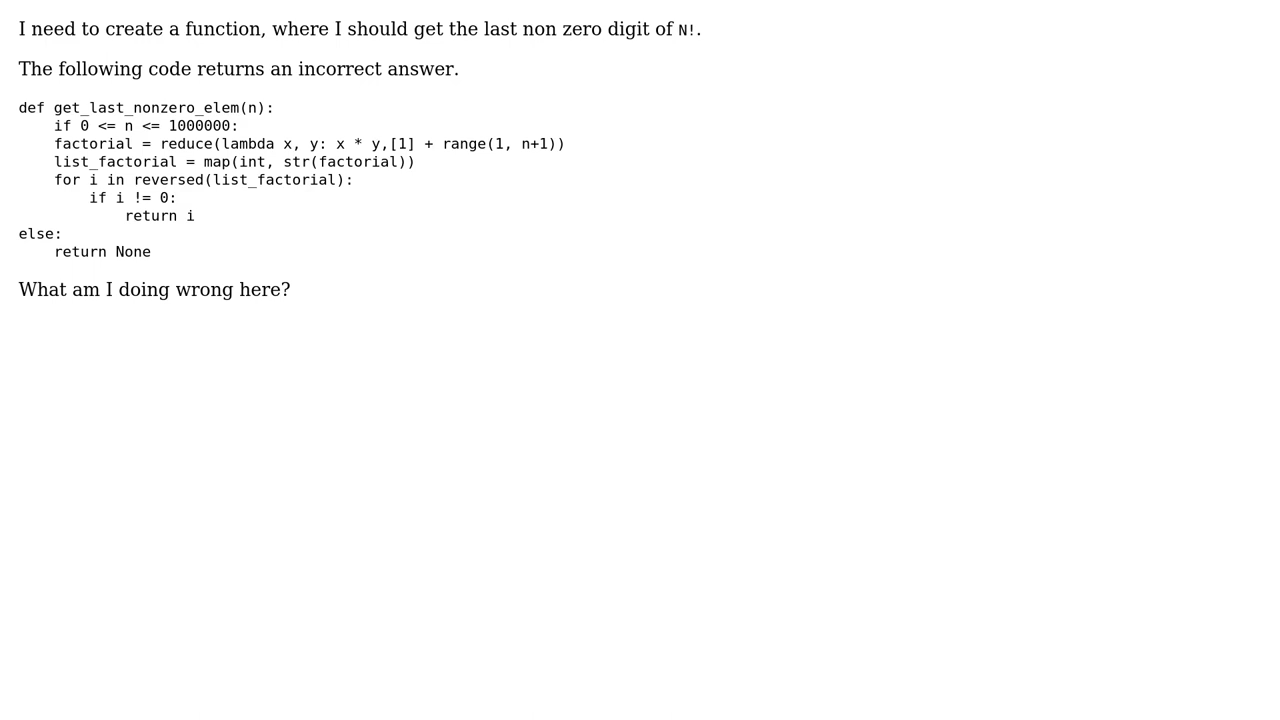 I need to create a function, where I should get the last non zero digit of N!.
The following code returns an incorrect answer.
def get_last_nonzero_elem(n):
    if 0 <= n <= 1000000:
    factorial = reduce(lambda x, y: x * y,[1] + range(1, n+1))
    list_factorial = map(int, str(factorial))
    for i in reversed(list_factorial):
        if i != 0:
            return i
else:
    return None
What am I doing wrong here?